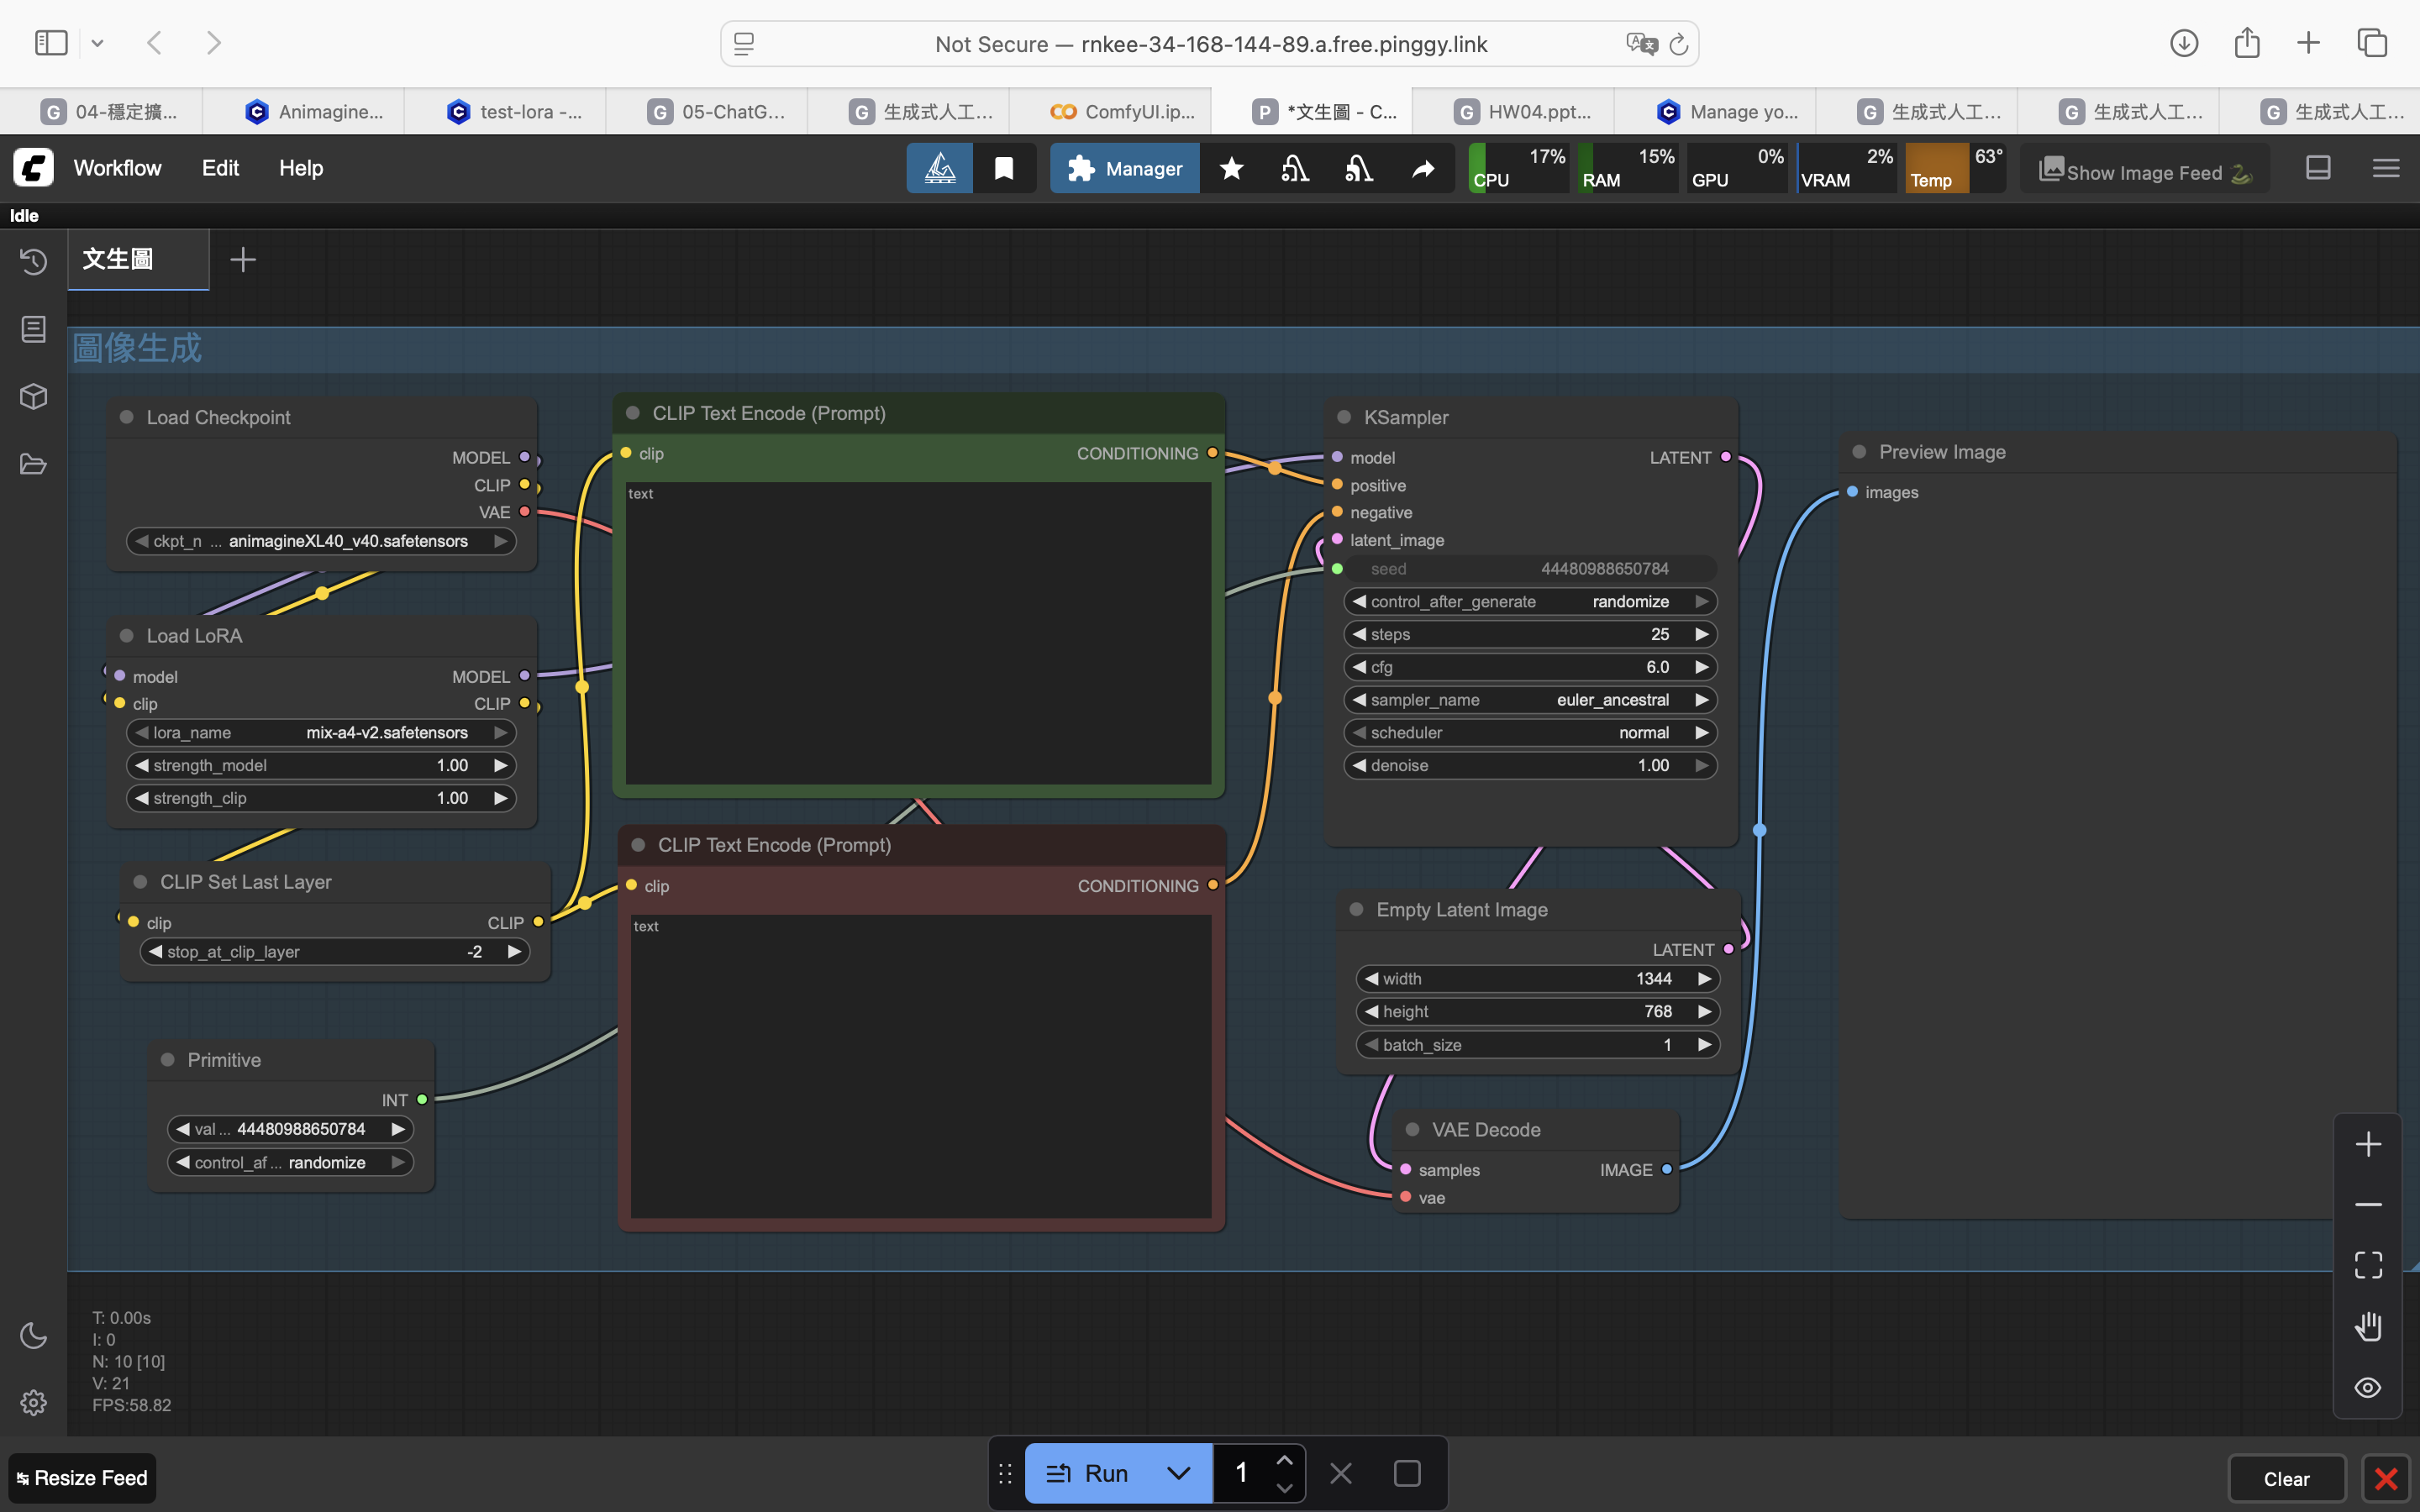 Not Secure — rnkee-34-168-144-89.a.free.pinggy.link
04-穩定擴...
Animagine...
test-lora -...
05-ChatG...
生成式人工...
ComfyUI.ip...
*文生圖 - C...
HW04.ppt...
Manage yo...
生成式人工...
生成式人工...
生成式人工...
Workflow Edit Help
Manager
CPU 17%
RAM 15%
GPU 0%
VRAM 2%
Temp 63°
Show Image Feed
Idle
文生圖
圖像生成
Load Checkpoint
MODEL
CLIP
VAE
ckpt_n ... animagineXL40_v40.safetensors
Load LoRA
model MODEL
clip CLIP
lora_name mix-a4-v2.safetensors
strength_model 1.00
strength_clip 1.00
CLIP Set Last Layer
clip CLIP
stop_at_clip_layer -2
Primitive
INT
val ... 44480988650784
control_af ... randomize
CLIP Text Encode (Prompt)
clip CONDITIONING
text
CLIP Text Encode (Prompt)
clip CONDITIONING
text
KSampler
model LATENT
positive
negative
latent_image
seed 44480988650784
control_after_generate randomize
steps 25
cfg 6.0
sampler_name euler_ancestral
scheduler normal
denoise 1.00
Empty Latent Image
LATENT
width 1344
height 768
batch_size 1
VAE Decode
samples IMAGE
vae
Preview Image
images
T: 0.00s
I: 0
N: 10 [10]
V: 21
FPS:58.82
Resize Feed
Run 1
Clear